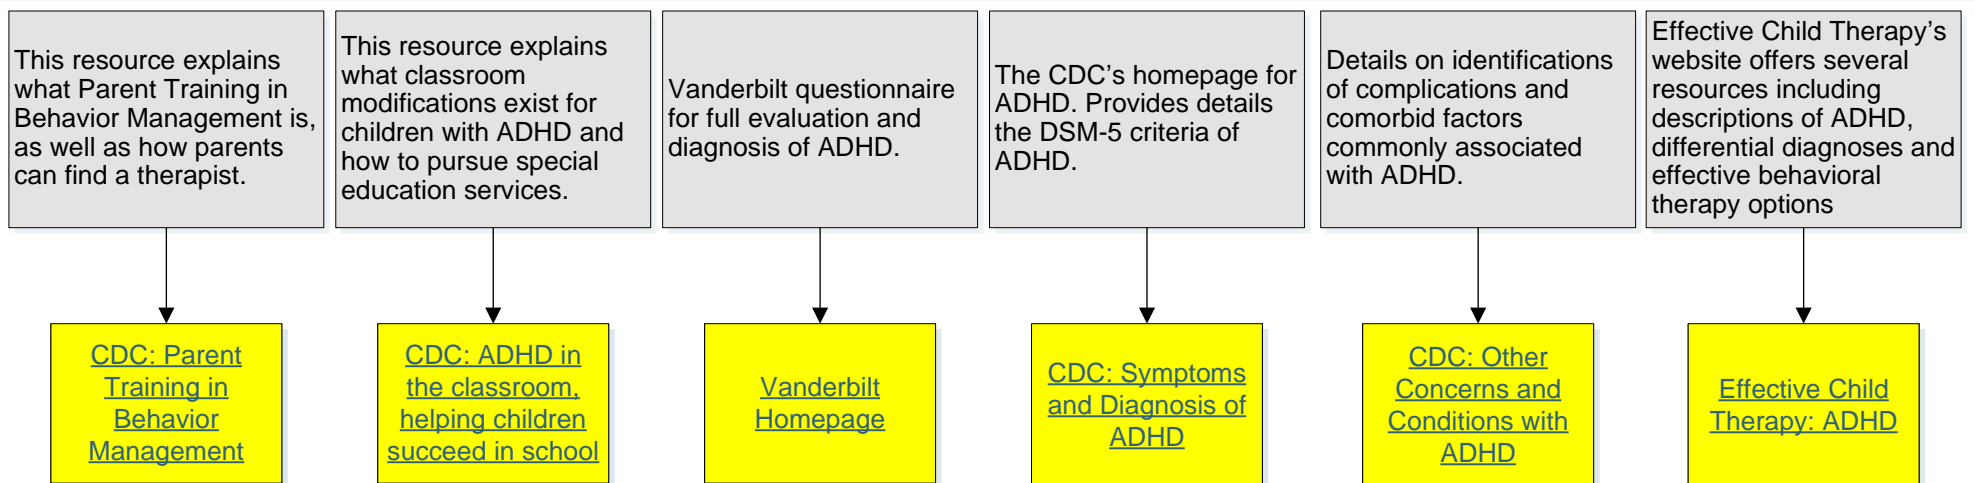 This resource explains
what Parent Training in
Behavior Management is,
as well as how parents
can find a therapist.
This resource explains
what classroom
modifications exist for
children with ADHD and
how to pursue special
education services.
Vanderbilt questionnaire
for full evaluation and
diagnosis of ADHD.
The CDC’s homepage for
ADHD. Provides details
the DSM-5 criteria of
ADHD.
Details on identifications
of complications and
comorbid factors
commonly associated
with ADHD.
Effective Child Therapy’s
website offers several
resources including
descriptions of ADHD,
differential diagnoses and
effective behavioral
therapy options
CDC: Parent
Training in
Behavior
Management
CDC: ADHD in
the classroom,
helping children
succeed in school
Vanderbilt
Homepage
CDC: Symptoms
and Diagnosis of
ADHD
CDC: Other
Concerns and
Conditions with
ADHD
Effective Child
Therapy: ADHD